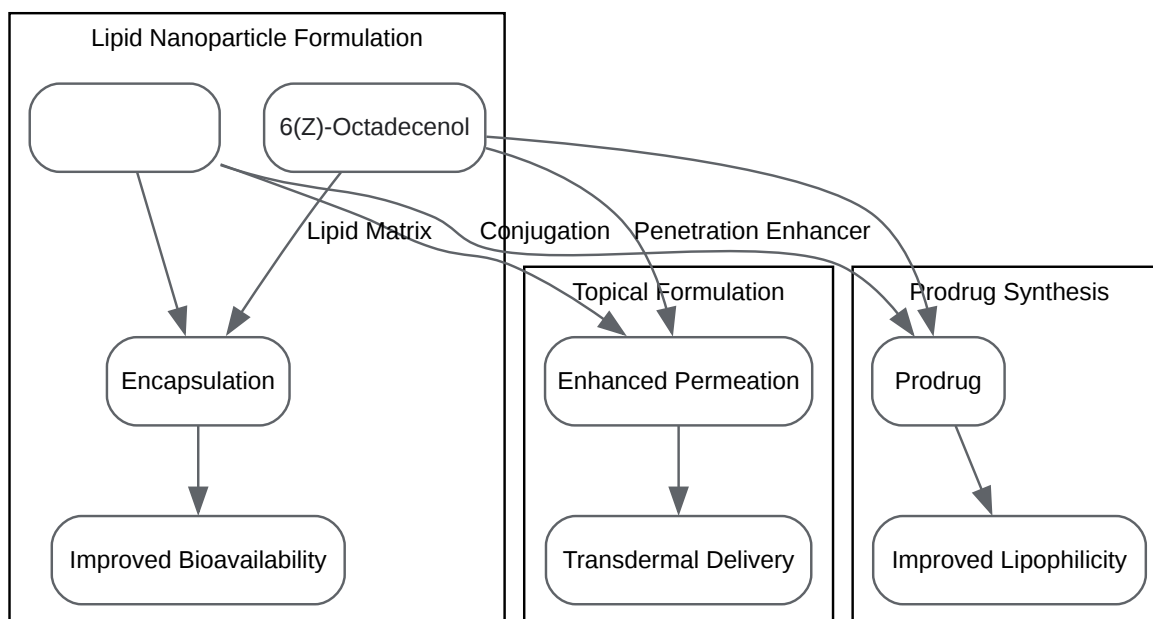 Lipid Nanoparticle Formulation
6(Z)-Octadecenol
Lipid Matrix
Conjugation
Penetration Enhancer
Topical Formulation
Prodrug Synthesis
Encapsulation
Enhanced Permeation
Prodrug
Improved Bioavailability
Transdermal Delivery
Improved Lipophilicity